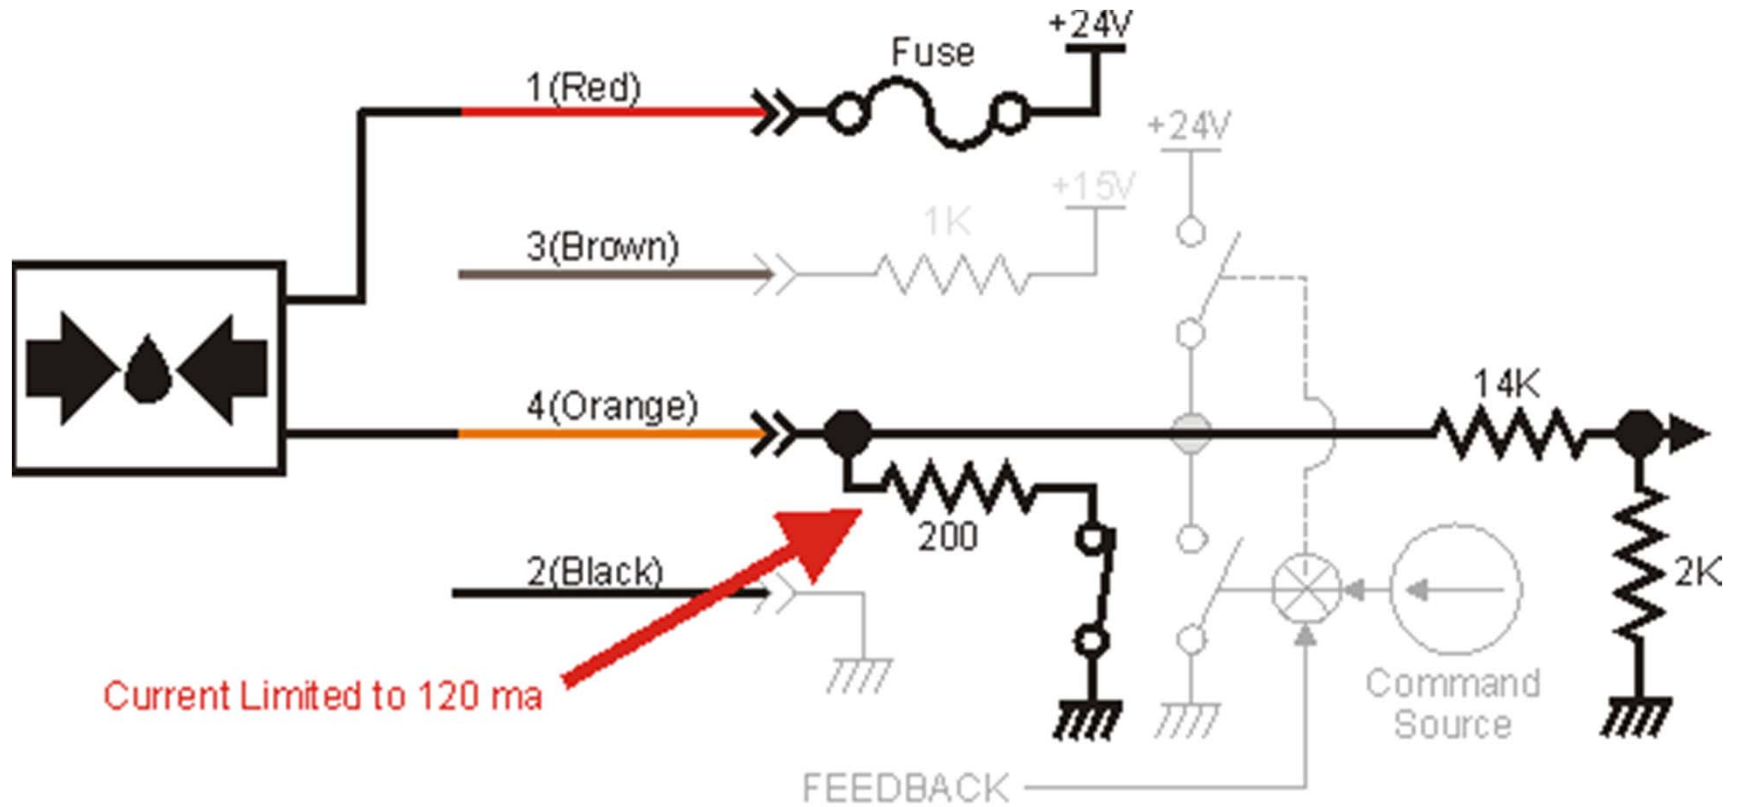 +24V
Fuse
1(Red)
+24V
+15V
1K
3(Brown)
14K
4(Orange)
200
2(Black)
2K
Current Limited to 120 ma
Command
Source
FEEDBACK